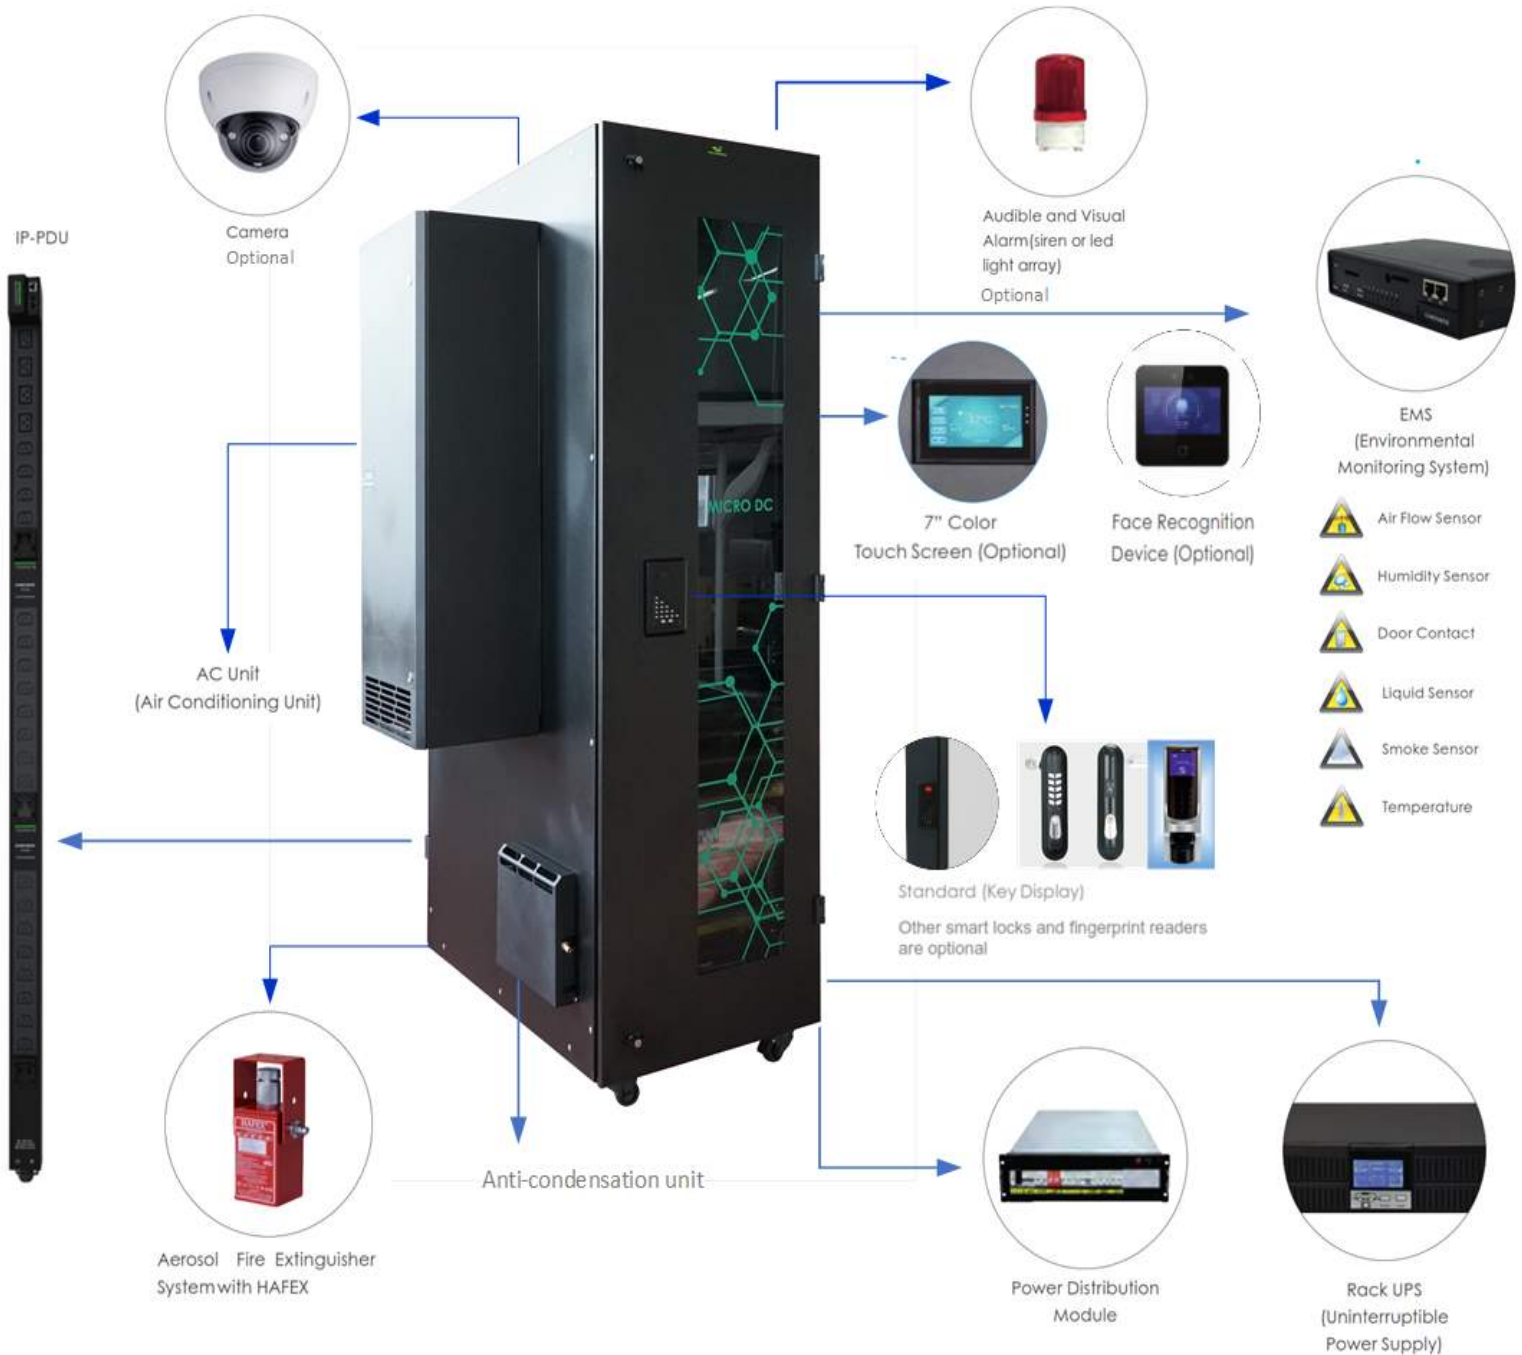 Camera
Optional
Audible and Visual
Alarm(siren or led
light array)
Optional
IP-PDU
EMS
(Environmental
Monitoring System)
7” Color
Touch Screen (Optional)
Face Recognition
Device (Optional)
MICRO DC
Air Flow Sensor
Humidity Sensor
Door Contact
Liquid Sensor
Smoke Sensor
Temperature
AC Unit
(Air Conditioning Unit)
Standard (Key Display)
Other smart locks and fingerprint readers
are optional
HAFEX
Anti-condensation unit
Aerosol Fire Extinguisher
System with HAFEX
Power Distribution
Module
Rack UPS
(Uninterruptible
Power Supply)